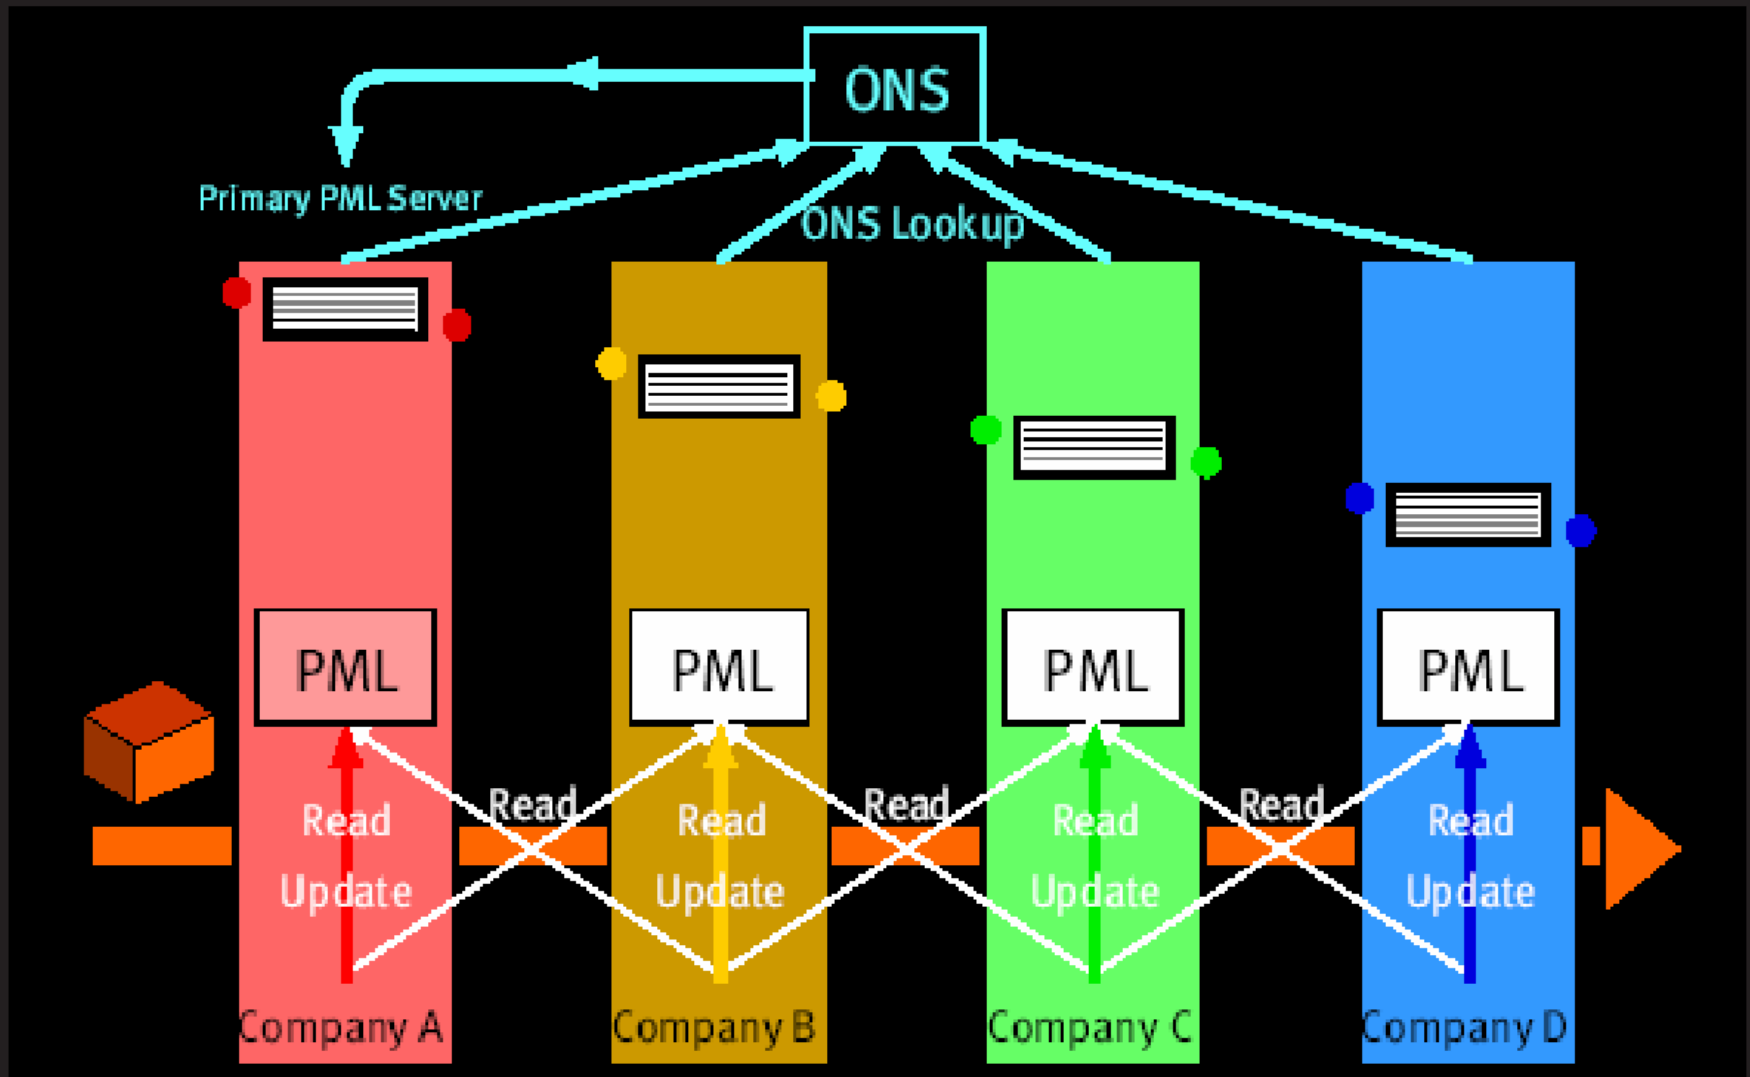 ONS
Primary PML Server
ONS Lookup
PML
PML
PML
PML
Read
Read
Read
Read
Read
Read
Read
Update
Update
Update
Update
Company A
Company B
Company C
Company D